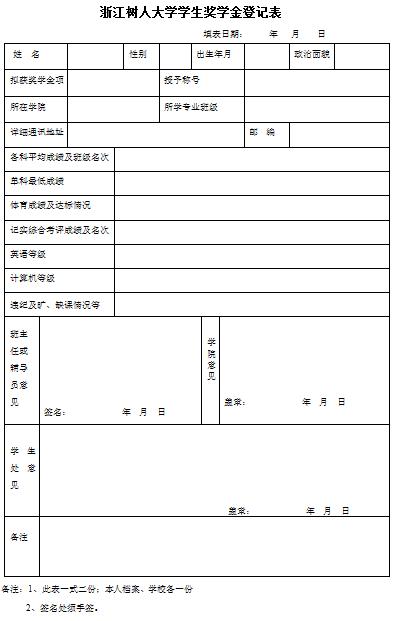 浙江树人大学学生奖学金登记表
填表日期： 年 月 日
姓 名 性别 出生年月 政治面貌
拟获奖学金项 授予称号
所在学院 所学专业班级
详细通讯地址 邮 编
各科平均成绩及班级名次
单科最低成绩
体育成绩及达标情况
记实综合考评成绩及名次
英语等级
计算机等级
违纪及旷、缺课情况等
班主
任或
辅导
员意
见
签名： 年 月 日
学
院
意
见
盖章： 年 月 日
学 生
处 意
见
盖章： 年 月 日
备注
备注：1、此表一式二份；本人档案、学校各一份
2、签名处须手签。